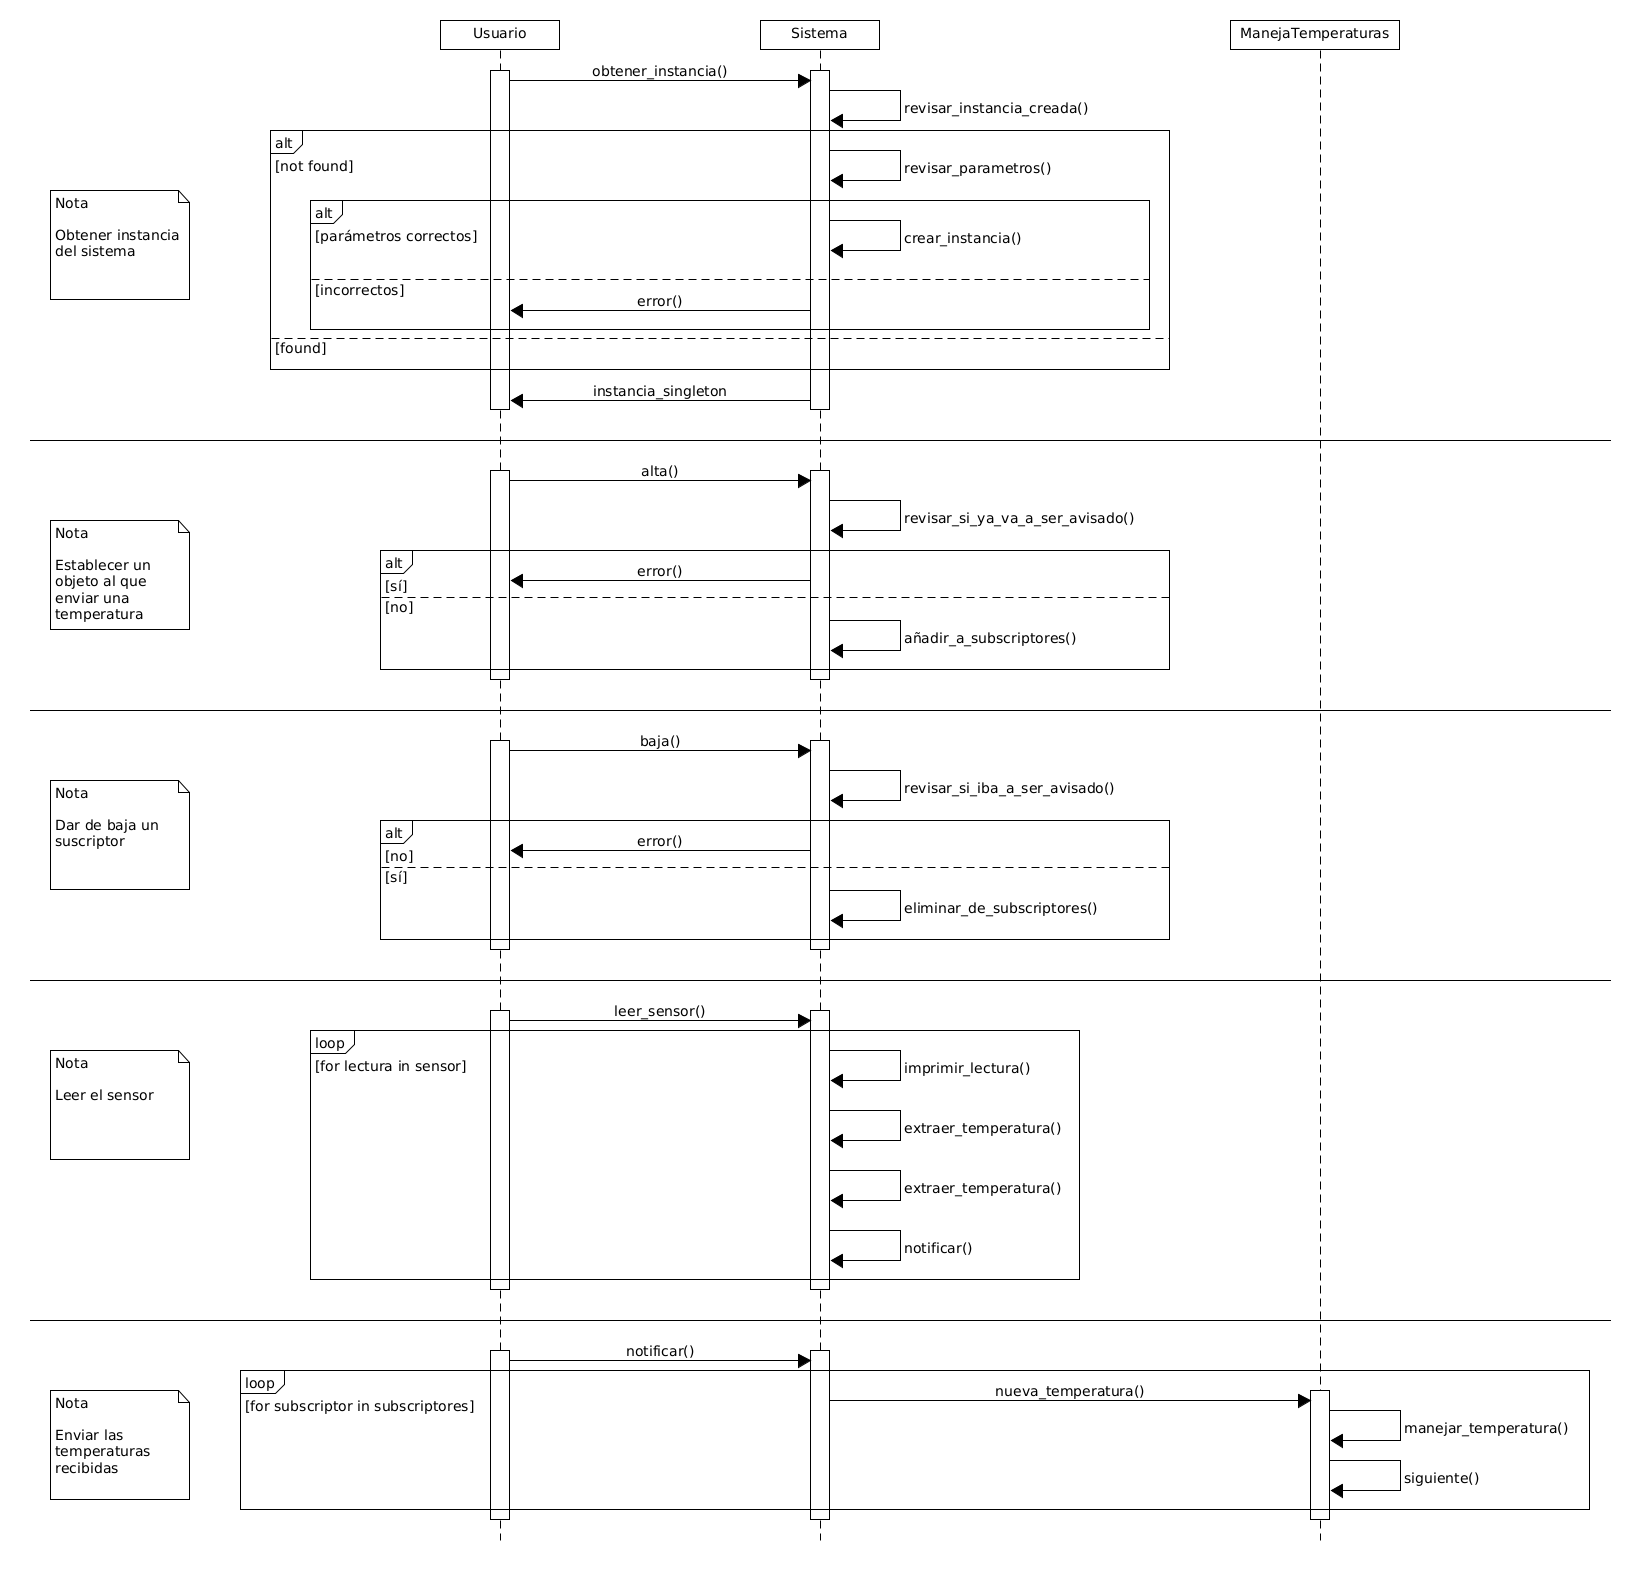 Usuario
Sistema
ManejaTemperaturas
obtener_instancia()
revisar_instancia_creada()
alt
[not found]
revisar_parametros()
Nota
Obtener instancia
del sistema
alt
[parámetros correctos]
crear_instancia()
[incorrectos]
error()
[found]
instancia_singleton
alta()
revisar_si_ya_va_a_ser_avisado()
Nota
Establecer un
objeto al que
enviar una
temperatura
alt
[sí]
error()
[no]
añadir_a_subscriptores()
baja()
revisar_si_iba_a_ser_avisado()
Nota
Dar de baja un
suscriptor
alt
[no]
error()
[sí]
eliminar_de_subscriptores()
leer_sensor()
loop
[for lectura in sensor]
Nota
Leer el sensor
imprimir_lectura()
extraer_temperatura()
extraer_temperatura()
notificar()
notificar()
loop
[for subscriptor in subscriptores]
nueva_temperatura()
Nota
Enviar las
temperaturas
recibidas
manejar_temperatura()
siguiente()